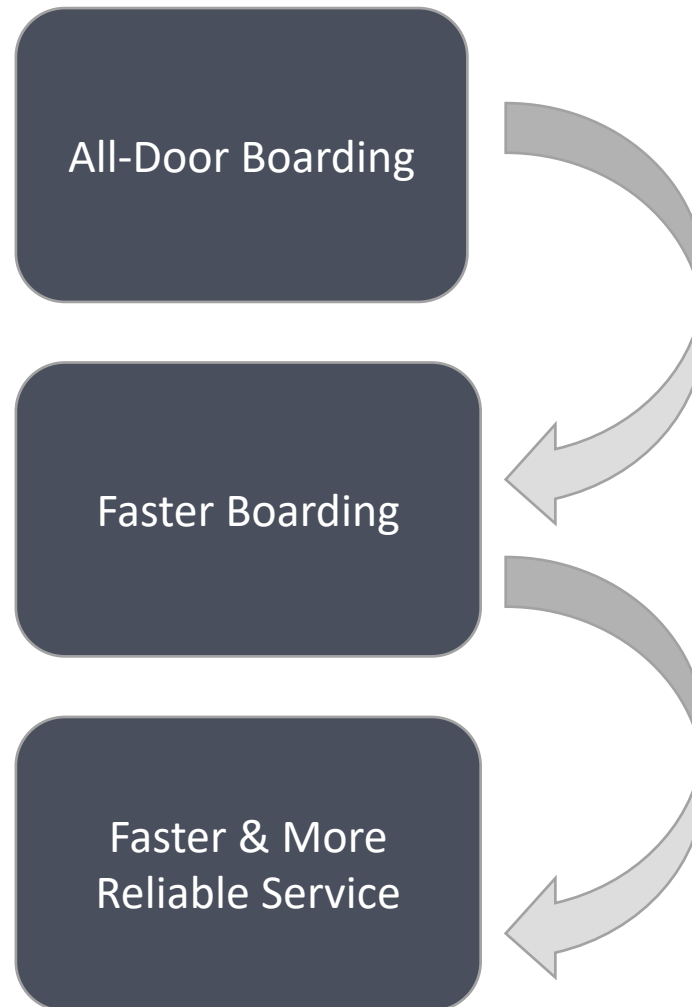 All-Door Boarding
Faster Boarding
Faster & More
Reliable Service